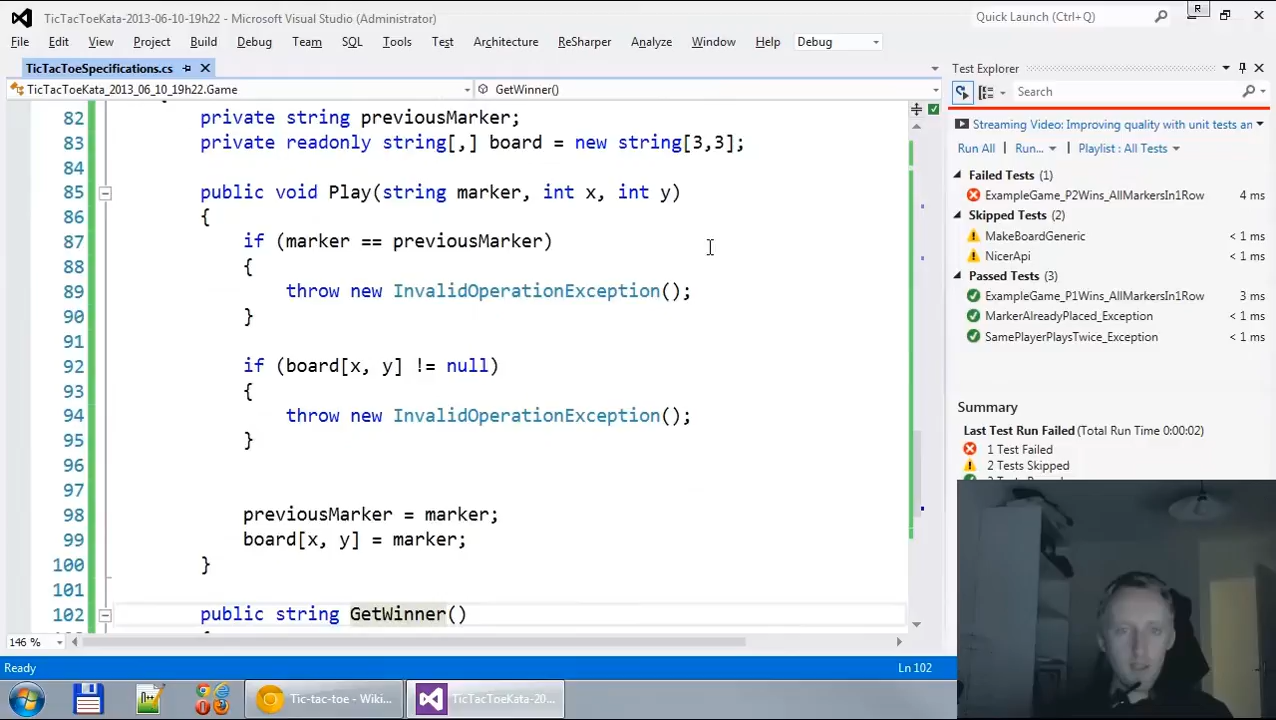 TicTacToeKata-2013-06-10-19h22 - Microsoft Visual Studio (Administrator)
Quick Launch (Ctrl+Q)
R
File Edit View Project Build Debug Team SQL Tools Test Architecture ReSharper Analyze Window Help Debug
TicTacToeSpecifications.cs
TicTacToeKata_2013_06_10_19h22.Game
GetWinner()
82 private string previousMarker;
83 private readonly string[,] board = new string[3,3];
84
85 public void Play(string marker, int x, int y)
86 {
87 if (marker == previousMarker)
88 {
89 throw new InvalidOperationException();
90 }
91
92 if (board[x, y] != null)
93 {
94 throw new InvalidOperationException();
95 }
96
97
98 previousMarker = marker;
99 board[x, y] = marker;
100 }
101
102 public string GetWinner()
146 %
Test Explorer
Search
Streaming Video: Improving quality with unit tests an
Run All Run... Playlist : All Tests
Failed Tests (1)
ExampleGame_P2Wins_AllMarkersIn1Row 4 ms
Skipped Tests (2)
MakeBoardGeneric < 1 ms
NicerApi < 1 ms
Passed Tests (3)
ExampleGame_P1Wins_AllMarkersIn1Row 3 ms
MarkerAlreadyPlaced_Exception < 1 ms
SamePlayerPlaysTwice_Exception < 1 ms
Summary
Last Test Run Failed (Total Run Time 0:00:02)
1 Test Failed
2 Tests Skipped
Ready
Ln 102
Tic-tac-toe - Wiki...
TicTacToeKata-20...